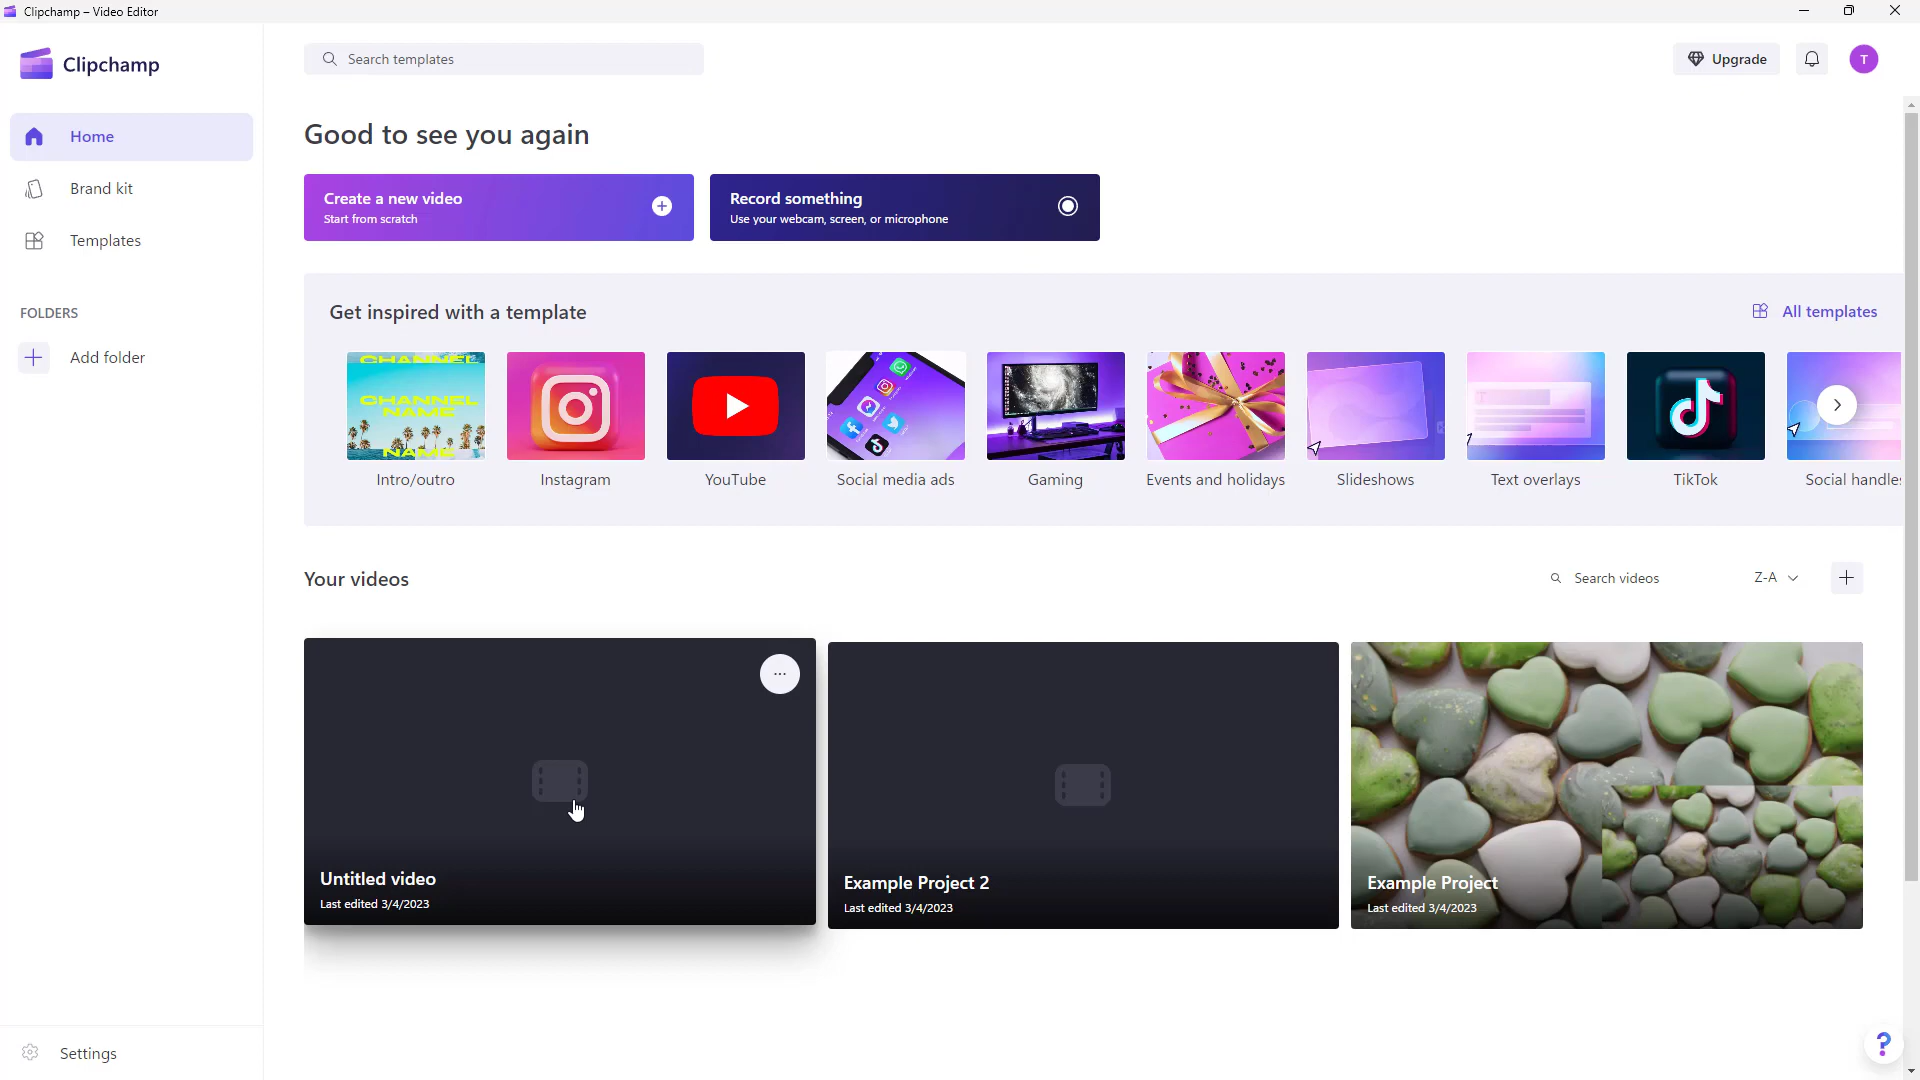 Clipchamp – Video Editor
Clipchamp
Search templates
Upgrade
T
Home
Brand kit
Templates
FOLDERS
Add folder
Settings
Good to see you again
Create a new video
Start from scratch
Record something
Use your webcam, screen, or microphone
Get inspired with a template
All templates
CHANNEL
CHANNEL
NAME
NAME
Intro/outro
Instagram
YouTube
Social media ads
Gaming
Events and holidays
Slideshows
Text overlays
TikTok
Social handles
Your videos
Search videos
Z-A
Untitled video
Last edited 3/4/2023
Example Project 2
Last edited 3/4/2023
Example Project
Last edited 3/4/2023
?